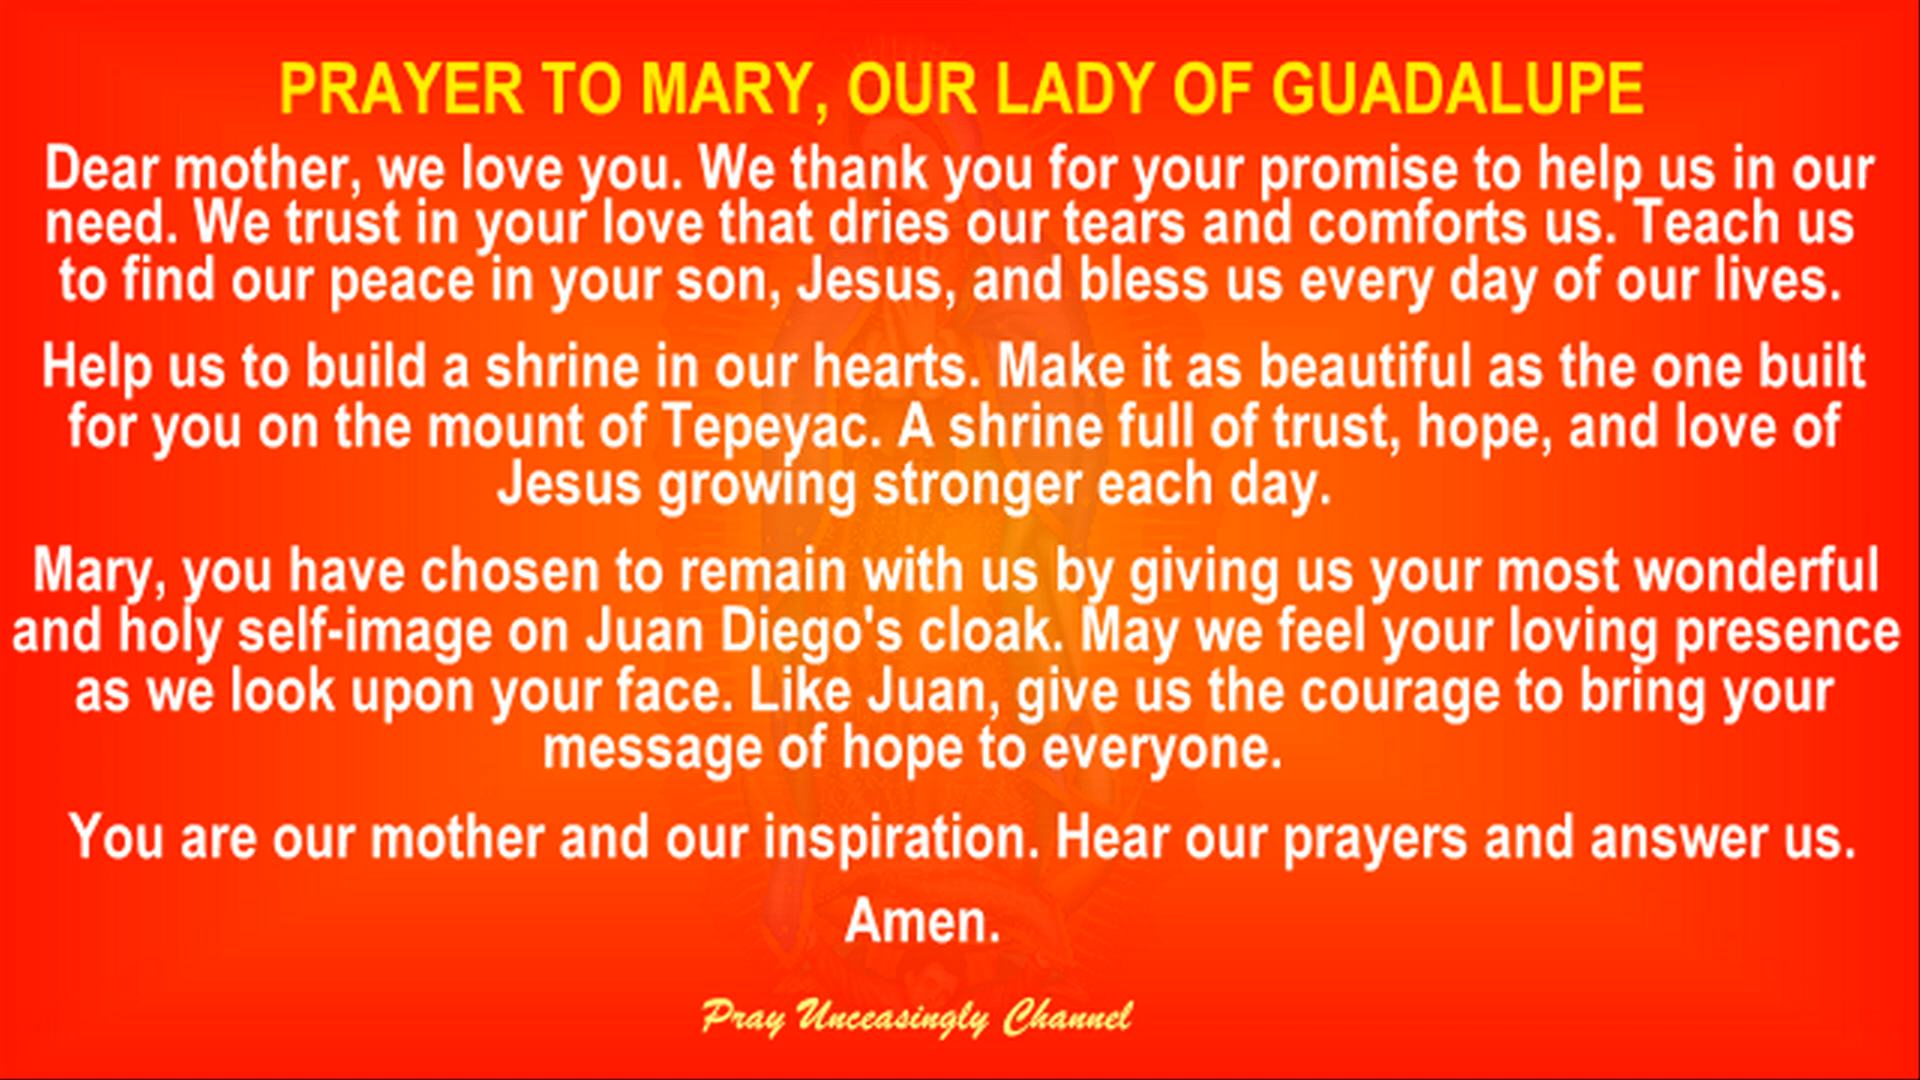 PRAYER TO MARY, OUR LADY OF GUADALUPE
Dear mother, we love you. We thank you for your promise to help us in our
need. We trust in your love that dries our tears and comforts us. Teach us
to find our peace in your son, Jesus, and bless us every day of our lives.
Help us to build a shrine in our hearts. Make it as beautiful as the one built
for you on the mount of Tepeyac. A shrine full of trust, hope, and love of
Jesus growing stronger each day.
Mary, you have chosen to remain with us by giving us your most wonderful
and holy self-image on Juan Diego's cloak. May we feel your loving presence
as we look upon your face. Like Juan, give us the courage to bring your
message of hope to everyone.
You are our mother and our inspiration. Hear our prayers and answer us.
Amen.
Pray Unceasingly Channel